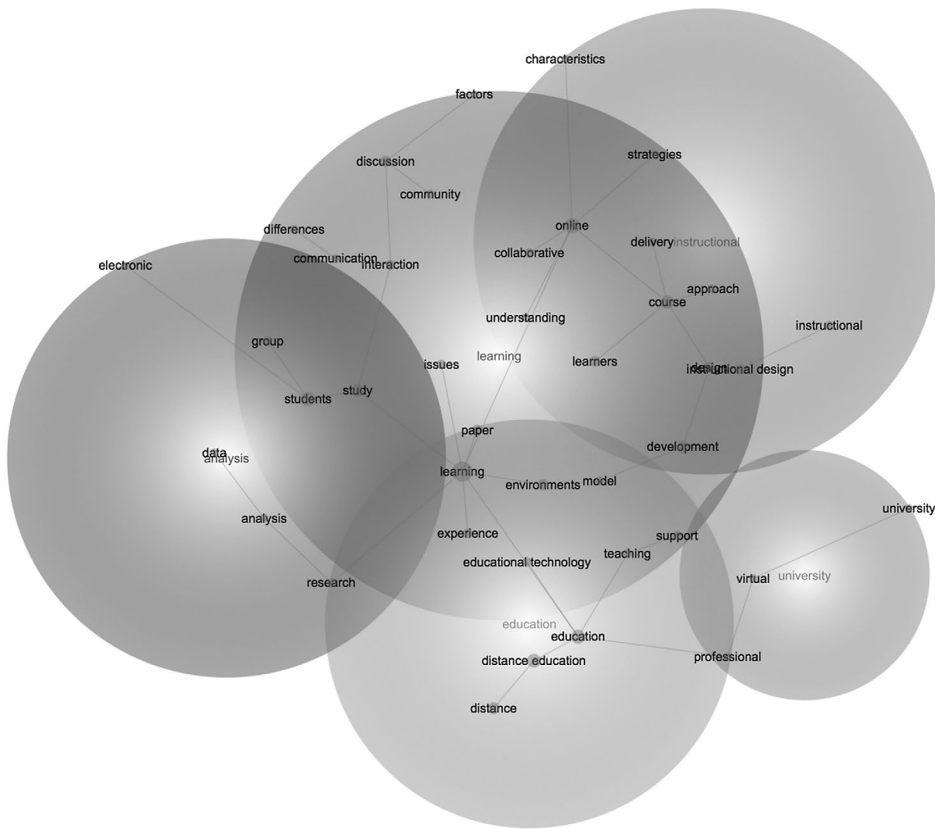 characteristics
factors
strategies
discussion
community
online
differences
delivery
instructional
collaborative
communication
interaction
electronic
approach
course
understanding
instructional
group
learning
issues
learners
design
instructional design
study
students
paper
development
data
analysis
learning
environments
model
university
analysis
experience
support
teaching
educational technology
research
virtual
university
education
education
professional
distance education
distance